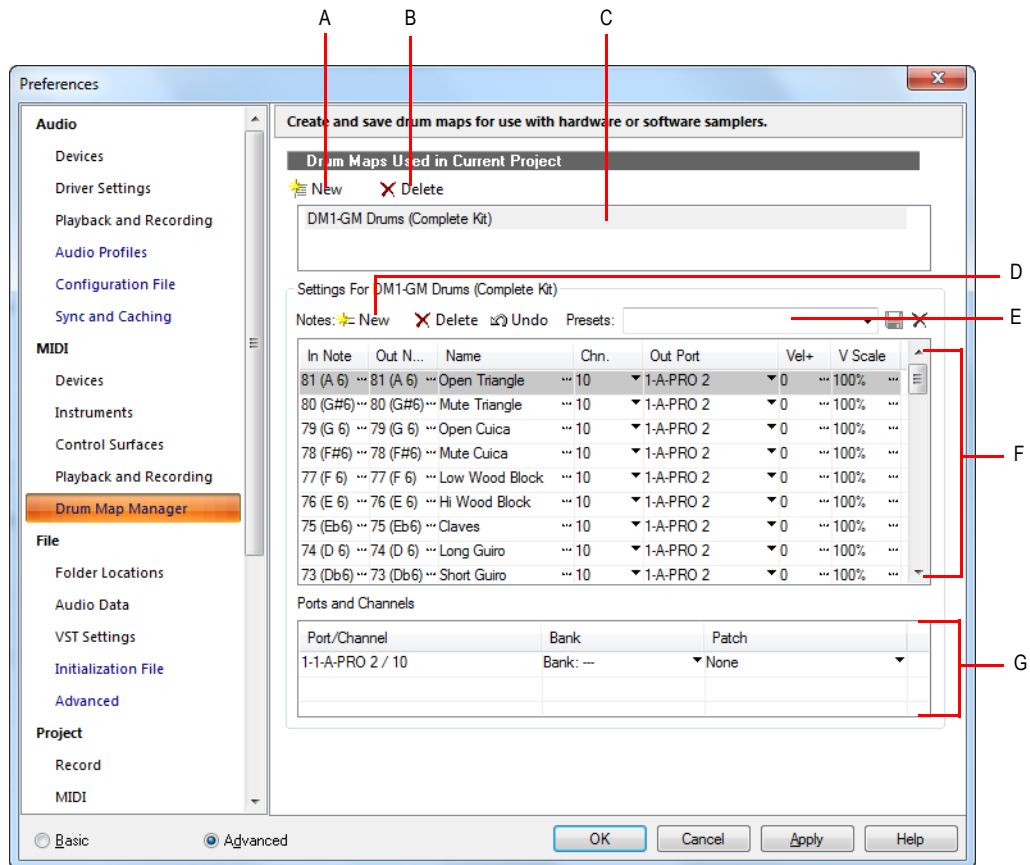 A B C
Preferences
Audio
Devices
Driver Settings
Playback and Recording
Audio Profiles
Configuration File
Sync and Caching
MIDI
Devices
Instruments
Control Surfaces
Playback and Recording
Drum Map Manager
File
Folder Locations
Audio Data
VST Settings
Initialization File
Advanced
Project
Record
MIDI
Basic Advanced
Create and save drum maps for use with hardware or software samplers.
Drum Maps Used in Current Project
New Delete
DM1-GM Drums (Complete Kit)
D
Settings For DM1-GM Drums (Complete Kit)
Notes: New Delete Undo Presets:
E
In Note Out N... Name Chn. Out Port Vel+ V Scale
81 (A 6) ... 81 (A 6) ... Open Triangle ... 10 1-A-PRO 2 0 ... 100% ...
80 (G#6) ... 80 (G#6) ... Mute Triangle ... 10 1-A-PRO 2 0 ... 100% ...
79 (G 6) ... 79 (G 6) ... Open Cuica ... 10 1-A-PRO 2 0 ... 100% ...
78 (F#6) ... 78 (F#6) ... Mute Cuica ... 10 1-A-PRO 2 0 ... 100% ...
77 (F 6) ... 77 (F 6) ... Low Wood Block ... 10 1-A-PRO 2 0 ... 100% ...
76 (E 6) ... 76 (E 6) ... Hi Wood Block ... 10 1-A-PRO 2 0 ... 100% ...
75 (Eb6) ... 75 (Eb6) ... Claves ... 10 1-A-PRO 2 0 ... 100% ...
74 (D 6) ... 74 (D 6) ... Long Guiro ... 10 1-A-PRO 2 0 ... 100% ...
73 (Db6) ... 73 (Db6) ... Short Guiro ... 10 1-A-PRO 2 0 ... 100% ...
F
Ports and Channels
Port/Channel Bank Patch
1-1-A-PRO 2 / 10 Bank: --- None
G
OK Cancel Apply Help